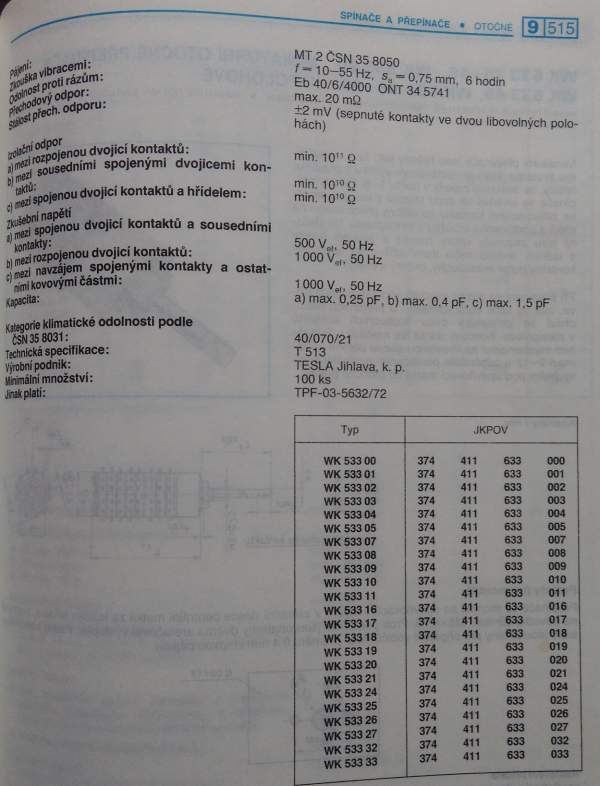 SPÍNAČE A PŘEPÍNAČE • OTOČNÉ 9 515
Pájení: MT 2 ČSN 35 8050
Zkouška vibracemi: f = 10–55 Hz, sa = 0,75 mm, 6 hodin
Odolnost proti rázům: Eb 40/6/4000 ONT 34 5741
Přechodový odpor: max. 20 mΩ
Stálost přech. odporu: ±2 mV (sepnuté kontakty ve dvou libovolných polo-
hách)
Izolační odpor
a) mezi rozpojenou dvojicí kontaktů: min. 10¹¹ Ω
b) mezi sousedními spojenými dvojicemi kon-
taktů: min. 10¹⁰ Ω
c) mezi spojenou dvojicí kontaktů a hřídelem: min. 10¹⁰ Ω
Zkušební napětí
a) mezi spojenou dvojicí kontaktů a sousedními
kontakty: 500 Vef, 50 Hz
b) mezi rozpojenou dvojicí kontaktů: 1 000 Vef, 50 Hz
c) mezi navzájem spojenými kontakty a ostat-
ními kovovými částmi: 1 000 Vef, 50 Hz
Kapacita: a) max. 0,25 pF, b) max. 0,4 pF, c) max. 1,5 pF
Kategorie klimatické odolnosti podle
ČSN 35 8031: 40/070/21
Technická specifikace: T 513
Výrobní podnik: TESLA Jihlava, k. p.
Minimální množství: 100 ks
Jinak platí: TPF-03-5632/72
Typ JKPOV
WK 533 00 374 411 633 000
WK 533 01 374 411 633 001
WK 533 02 374 411 633 002
WK 533 03 374 411 633 003
WK 533 04 374 411 633 004
WK 533 05 374 411 633 005
WK 533 07 374 411 633 007
WK 533 08 374 411 633 008
WK 533 09 374 411 633 009
WK 533 10 374 411 633 010
WK 533 11 374 411 633 011
WK 533 16 374 411 633 016
WK 533 17 374 411 633 017
WK 533 18 374 411 633 018
WK 533 19 374 411 633 019
WK 533 20 374 411 633 020
WK 533 21 374 411 633 021
WK 533 24 374 411 633 024
WK 533 25 374 411 633 025
WK 533 26 374 411 633 026
WK 533 27 374 411 633 027
WK 533 32 374 411 633 032
WK 533 33 374 411 633 033